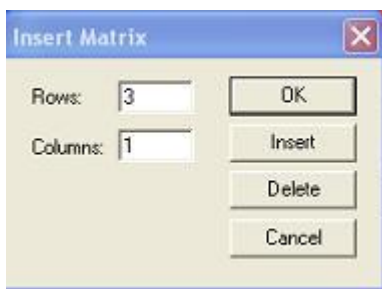 Insert Matrix
Rows: 3 OK
Columns: 1 Insert
Delete
Cancel